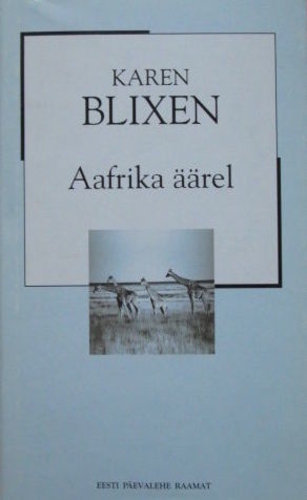 KAREN
BLIXEN
Aafrika äärel
EESTI PÄEVALEHE RAAMAT